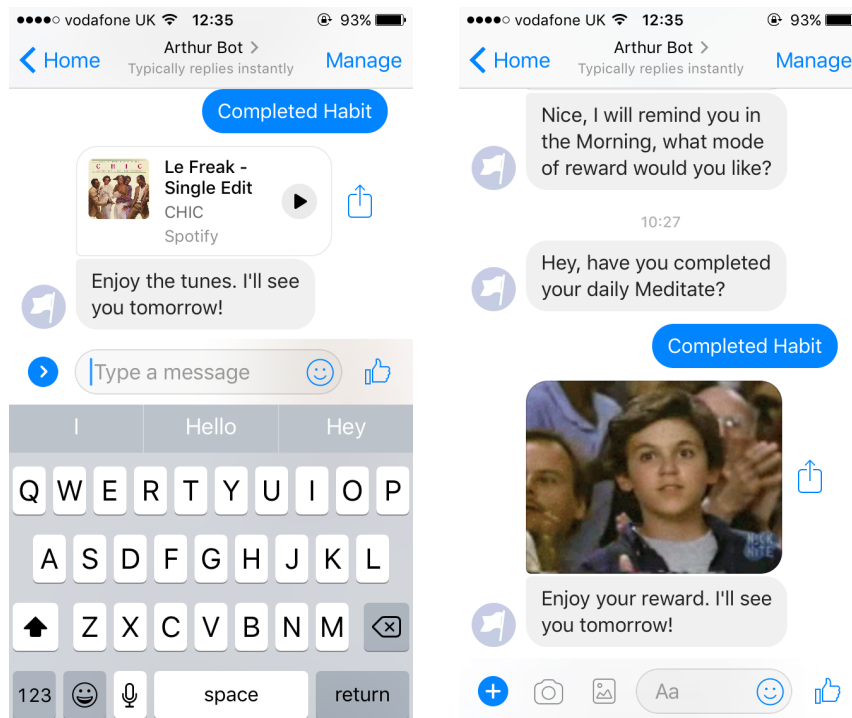 vodafone UK 12:35 93%
Home
Arthur Bot >
Typically replies instantly
Manage
Completed Habit
CHIC
Le Freak -
Single Edit
CHIC
Spotify
Enjoy the tunes. I'll see
you tomorrow!
Type a message
I Hello Hey
Q W E R T Y U I O P
A S D F G H J K L
Z X C V B N M
123 space return
vodafone UK 12:35 93%
Home
Arthur Bot >
Typically replies instantly
Manage
Nice, I will remind you in
the Morning, what mode
of reward would you like?
10:27
Hey, have you completed
your daily Meditate?
Completed Habit
NICK
NITE
Enjoy your reward. I'll see
you tomorrow!
Aa